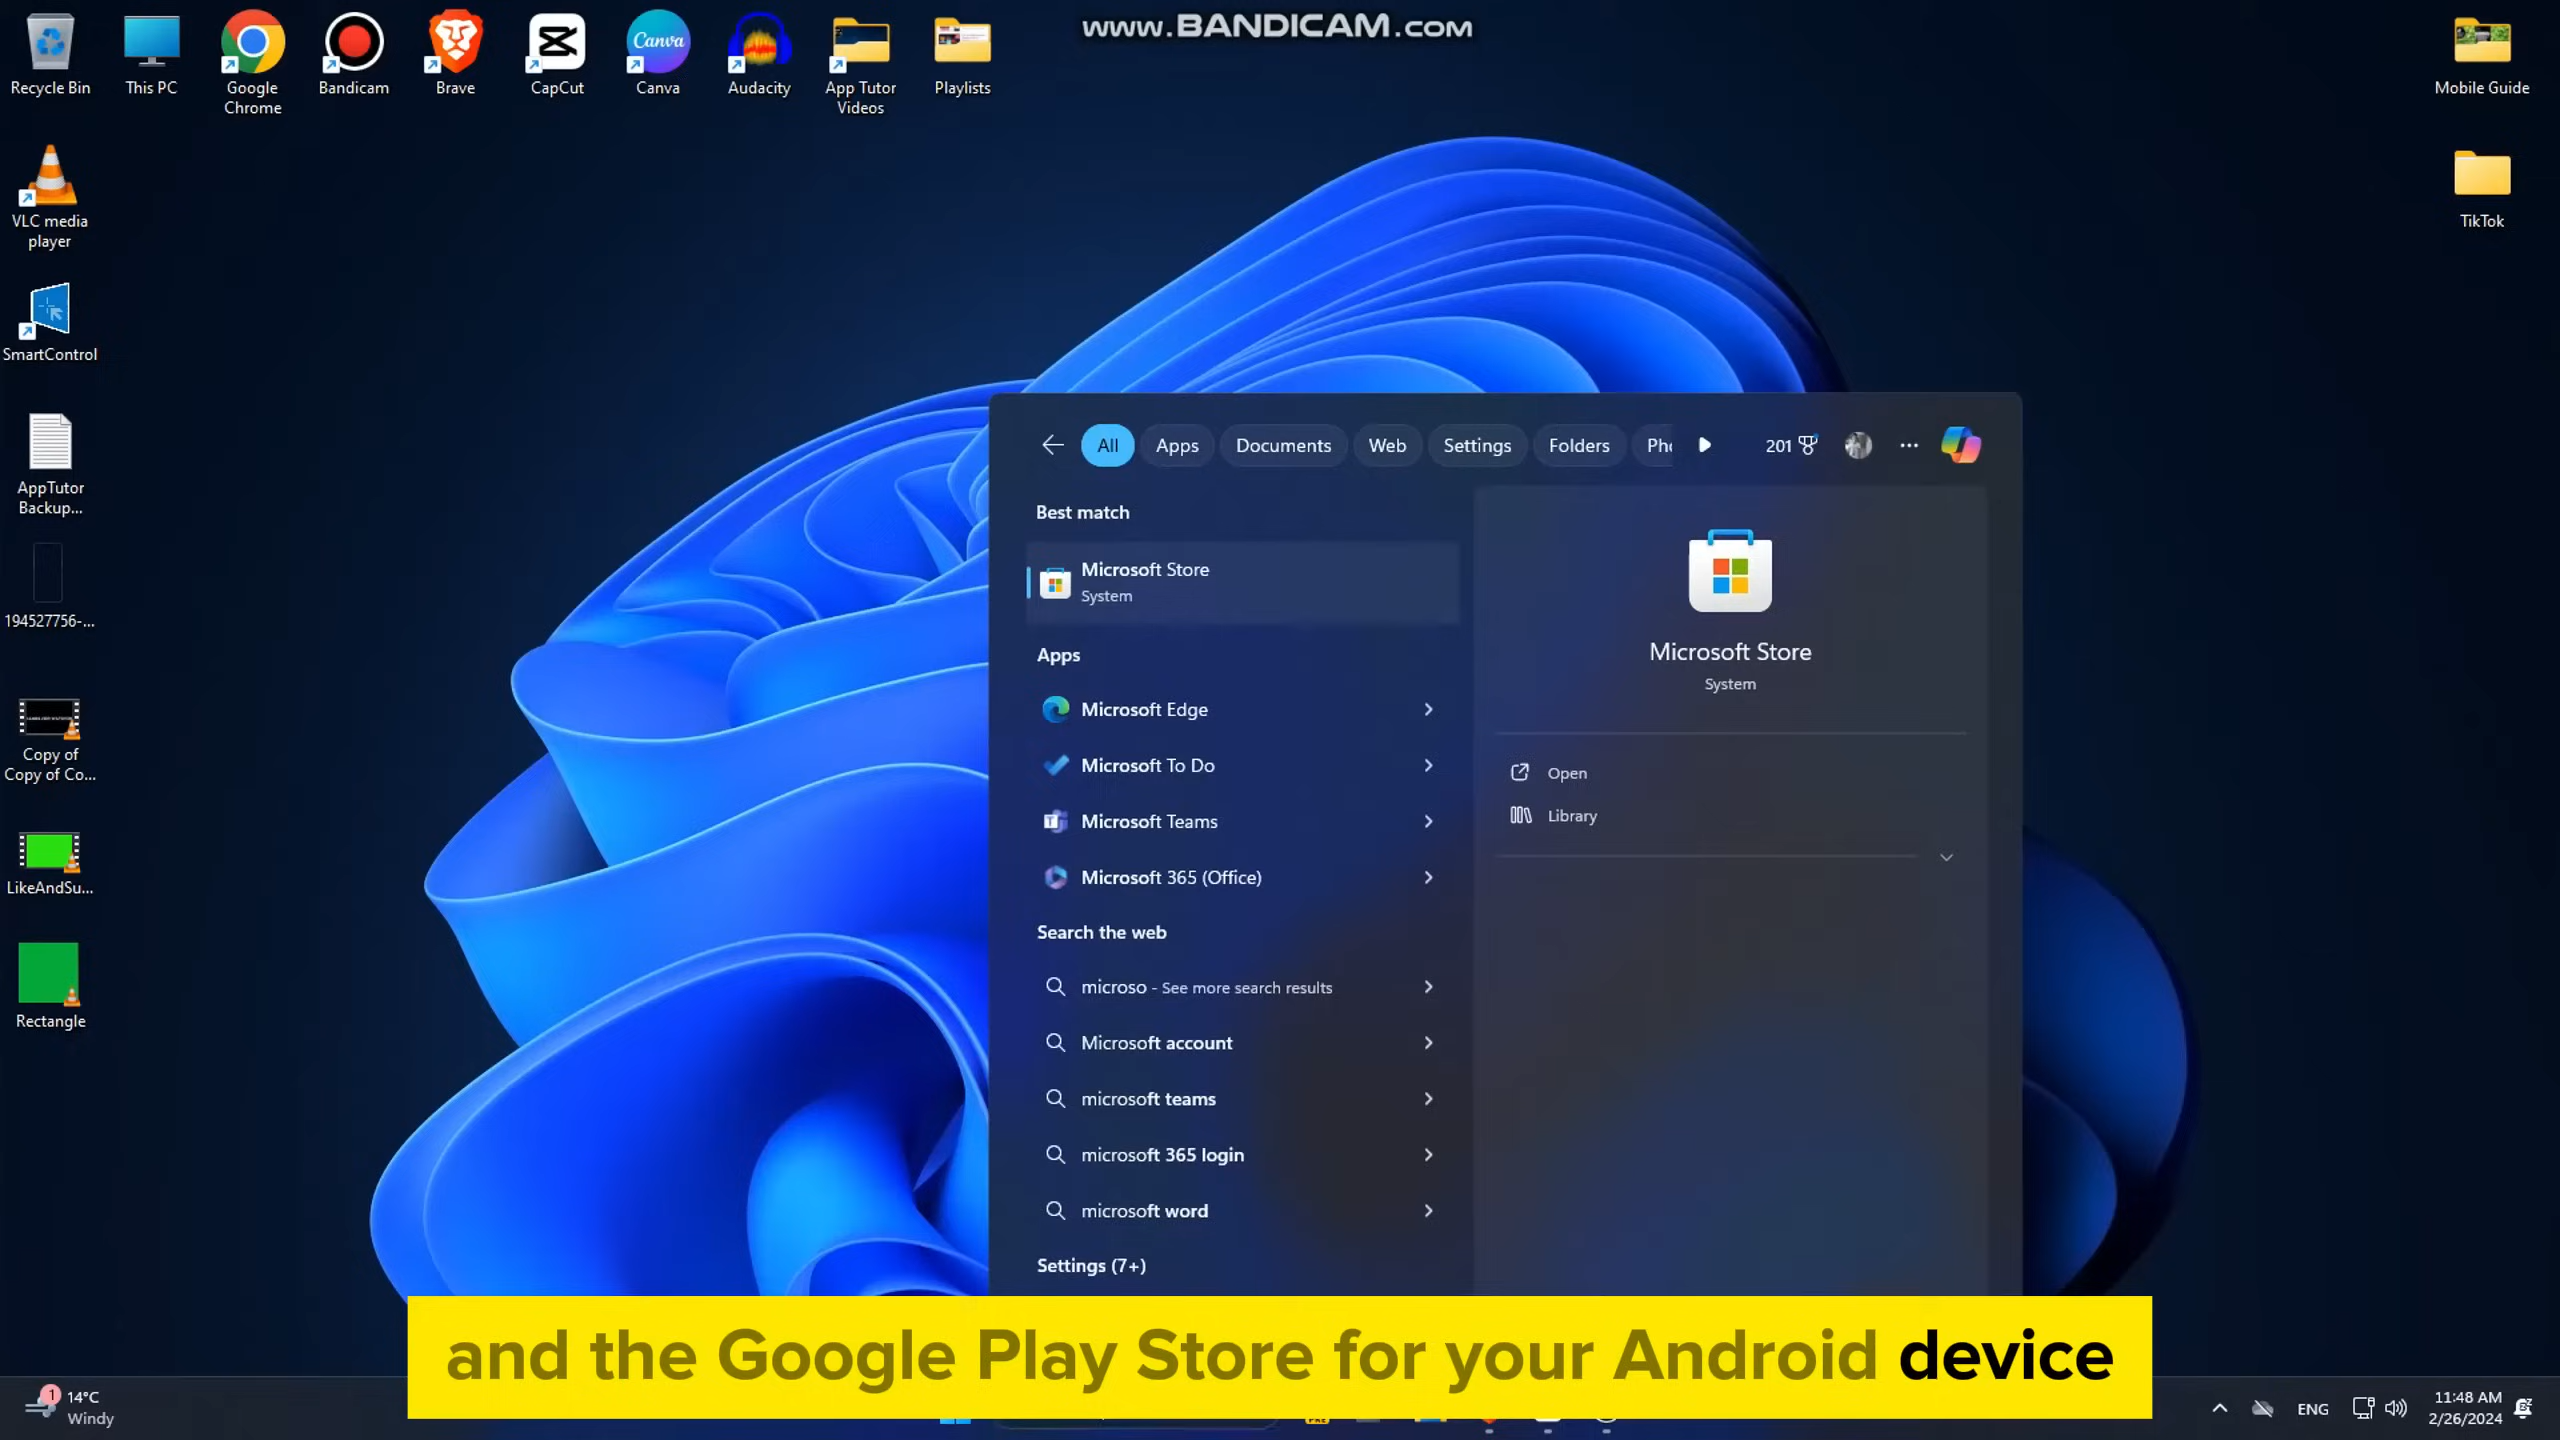 www.BANDICAM.com
Recycle Bin
This PC
Google
Chrome
Bandicam
Brave
CapCut
Canva
Canva
Audacity
App Tutor
Videos
Playlists
Mobile Guide
VLC media
player
TikTok
SmartControl
AppTutor
Backup...
194527756-...
Copy of
Copy of Co...
LikeAndSu...
Rectangle
All
Apps
Documents
Web
Settings
Folders
Pho
201
Best match
Microsoft Store
System
Apps
Microsoft Edge
Microsoft To Do
Microsoft Teams
Microsoft 365 (Office)
Search the web
microso - See more search results
Microsoft account
microsoft teams
microsoft 365 login
microsoft word
Settings (7+)
Microsoft Store
System
Open
Library
and the Google Play Store for your Android device
1
14°C
Windy
ENG
11:48 AM
2/26/2024